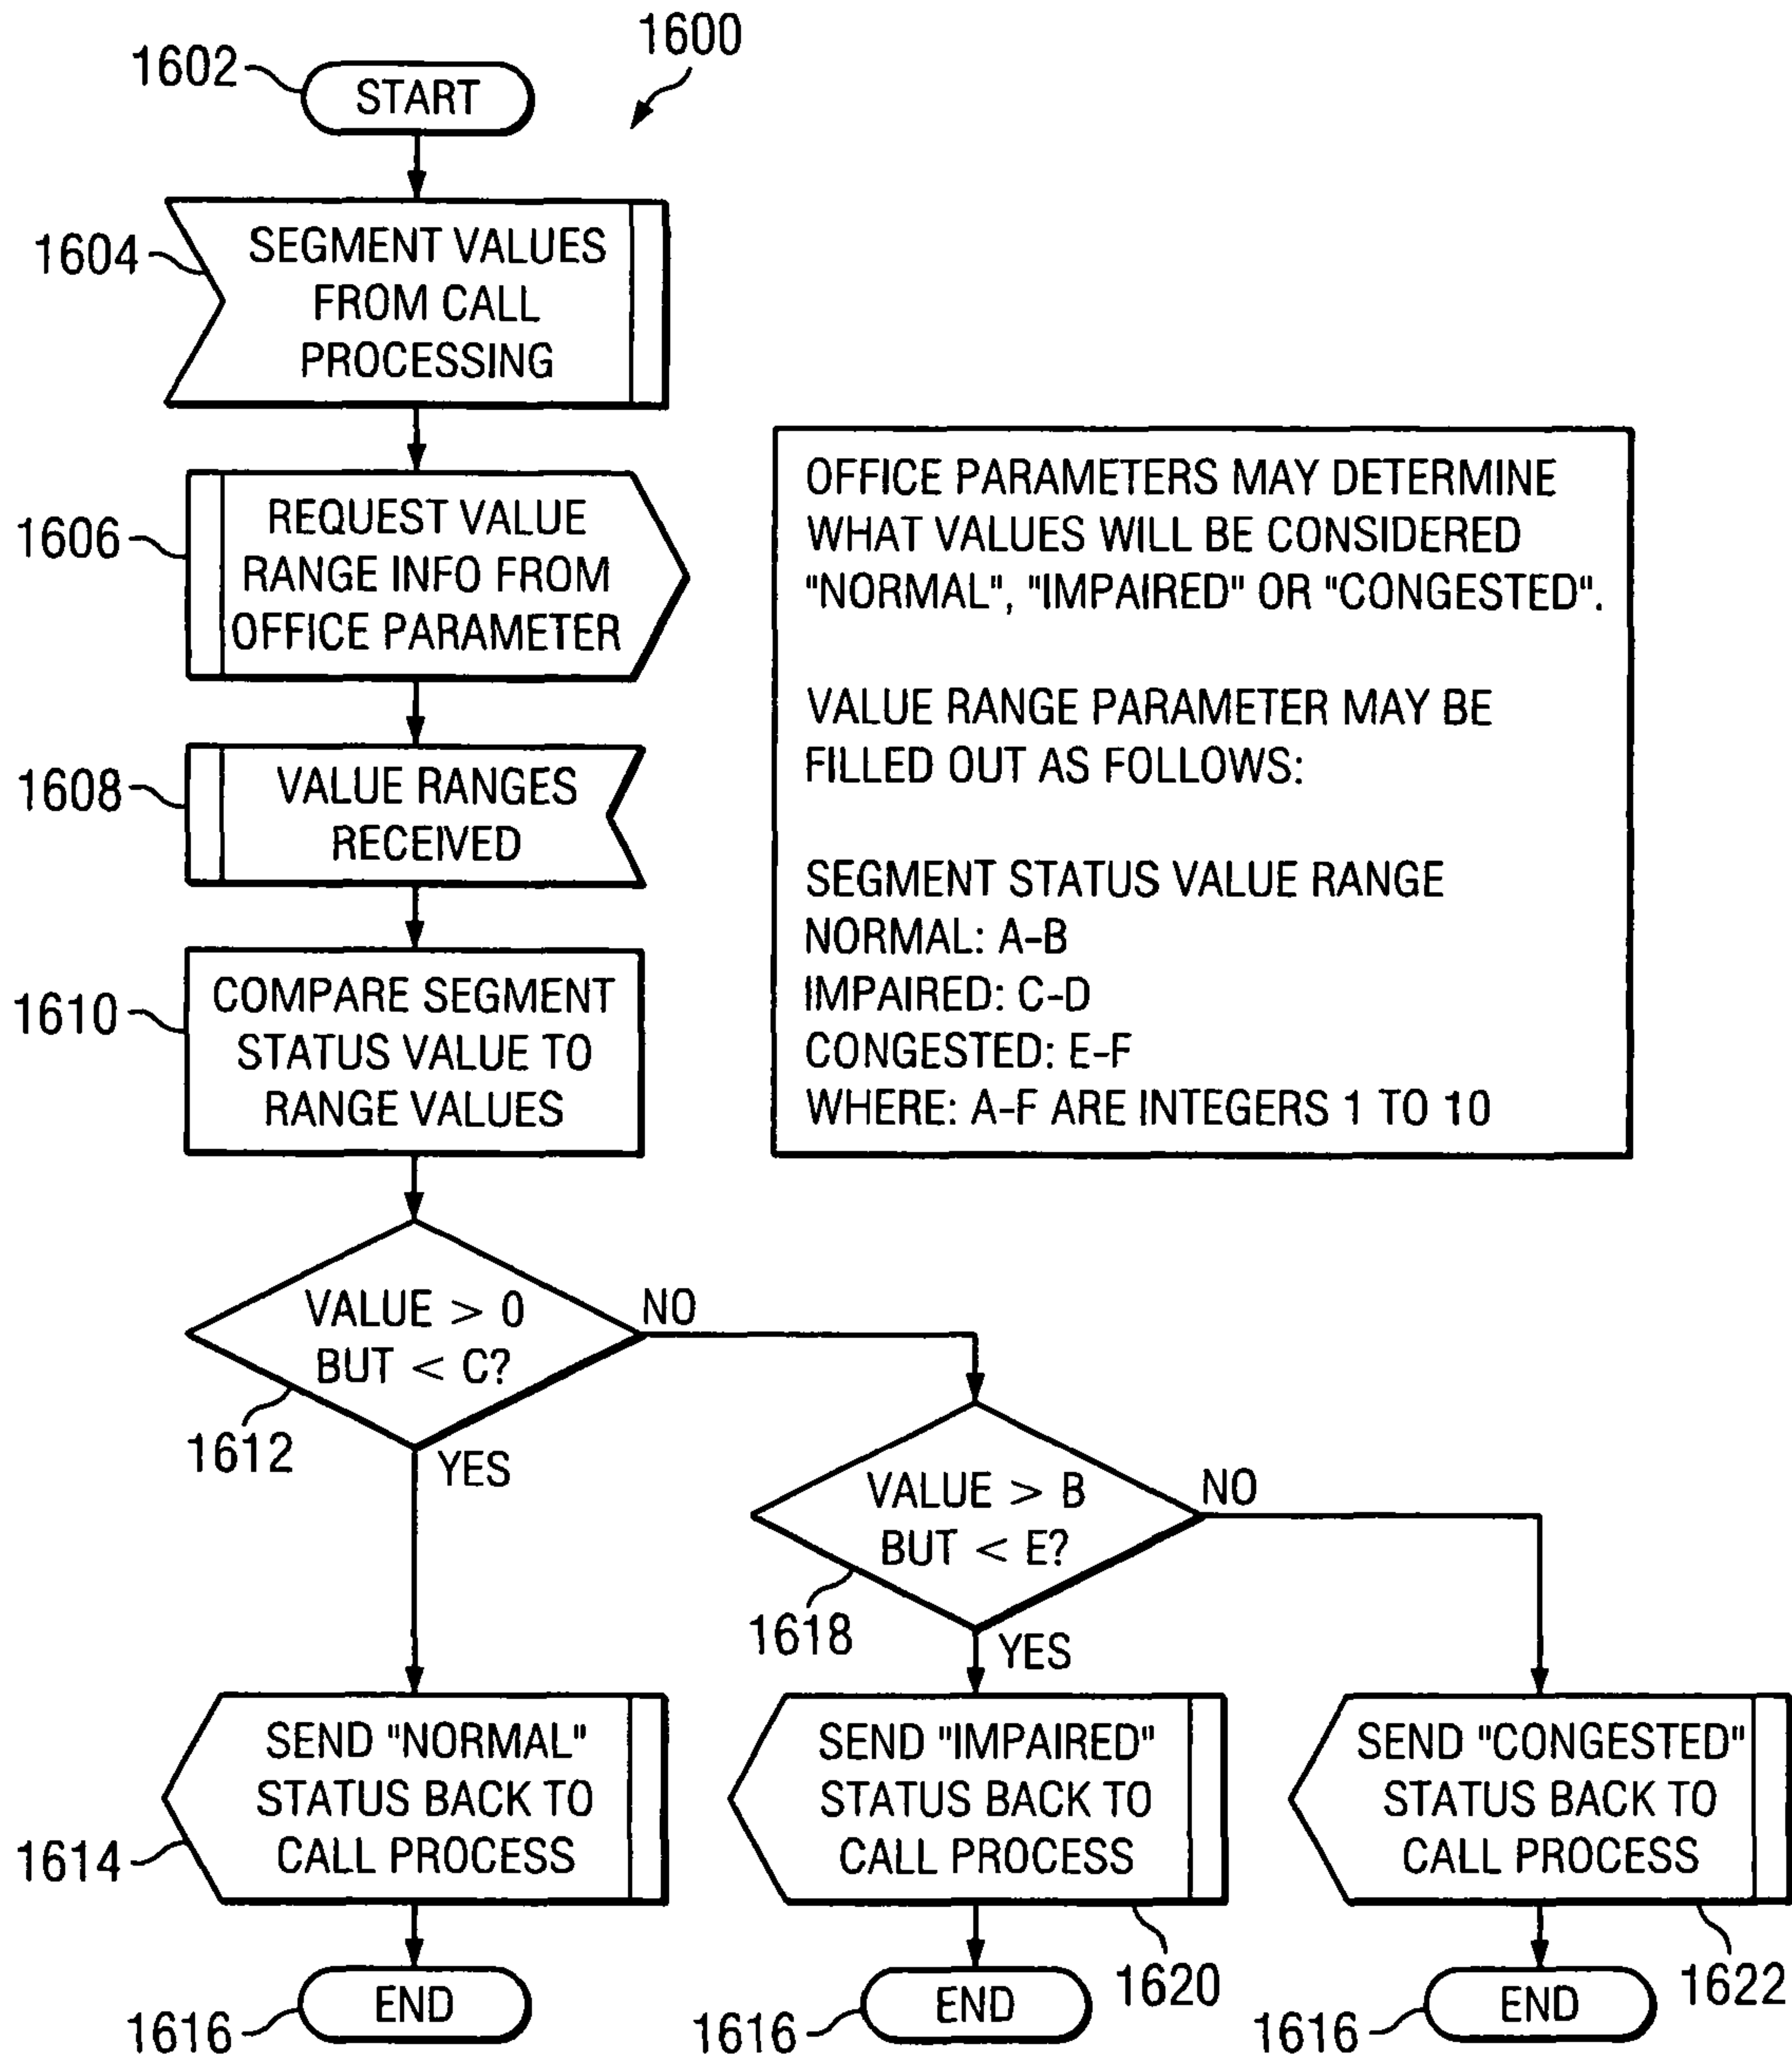 1600
1602
START
1604
SEGMENT VALUES
FROM CALL
PROCESSING
1606
REQUEST VALUE
RANGE INFO FROM
OFFICE PARAMETER
1608
VALUE RANGES
RECEIVED
1610
COMPARE SEGMENT
STATUS VALUE TO
RANGE VALUES
OFFICE PARAMETERS MAY DETERMINE
WHAT VALUES WILL BE CONSIDERED
"NORMAL", "IMPAIRED" OR "CONGESTED".
VALUE RANGE PARAMETER MAY BE
FILLED OUT AS FOLLOWS:
SEGMENT STATUS VALUE RANGE
NORMAL: A-B
IMPAIRED: C-D
CONGESTED: E-F
WHERE: A-F ARE INTEGERS 1 TO 10
VALUE > 0
BUT < C?
NO
1612
YES
VALUE > B
BUT < E?
NO
1618
YES
SEND "NORMAL"
STATUS BACK TO
CALL PROCESS
1614
SEND "IMPAIRED"
STATUS BACK TO
CALL PROCESS
1620
SEND "CONGESTED"
STATUS BACK TO
CALL PROCESS
1622
1616
END
1616
END
1616
END